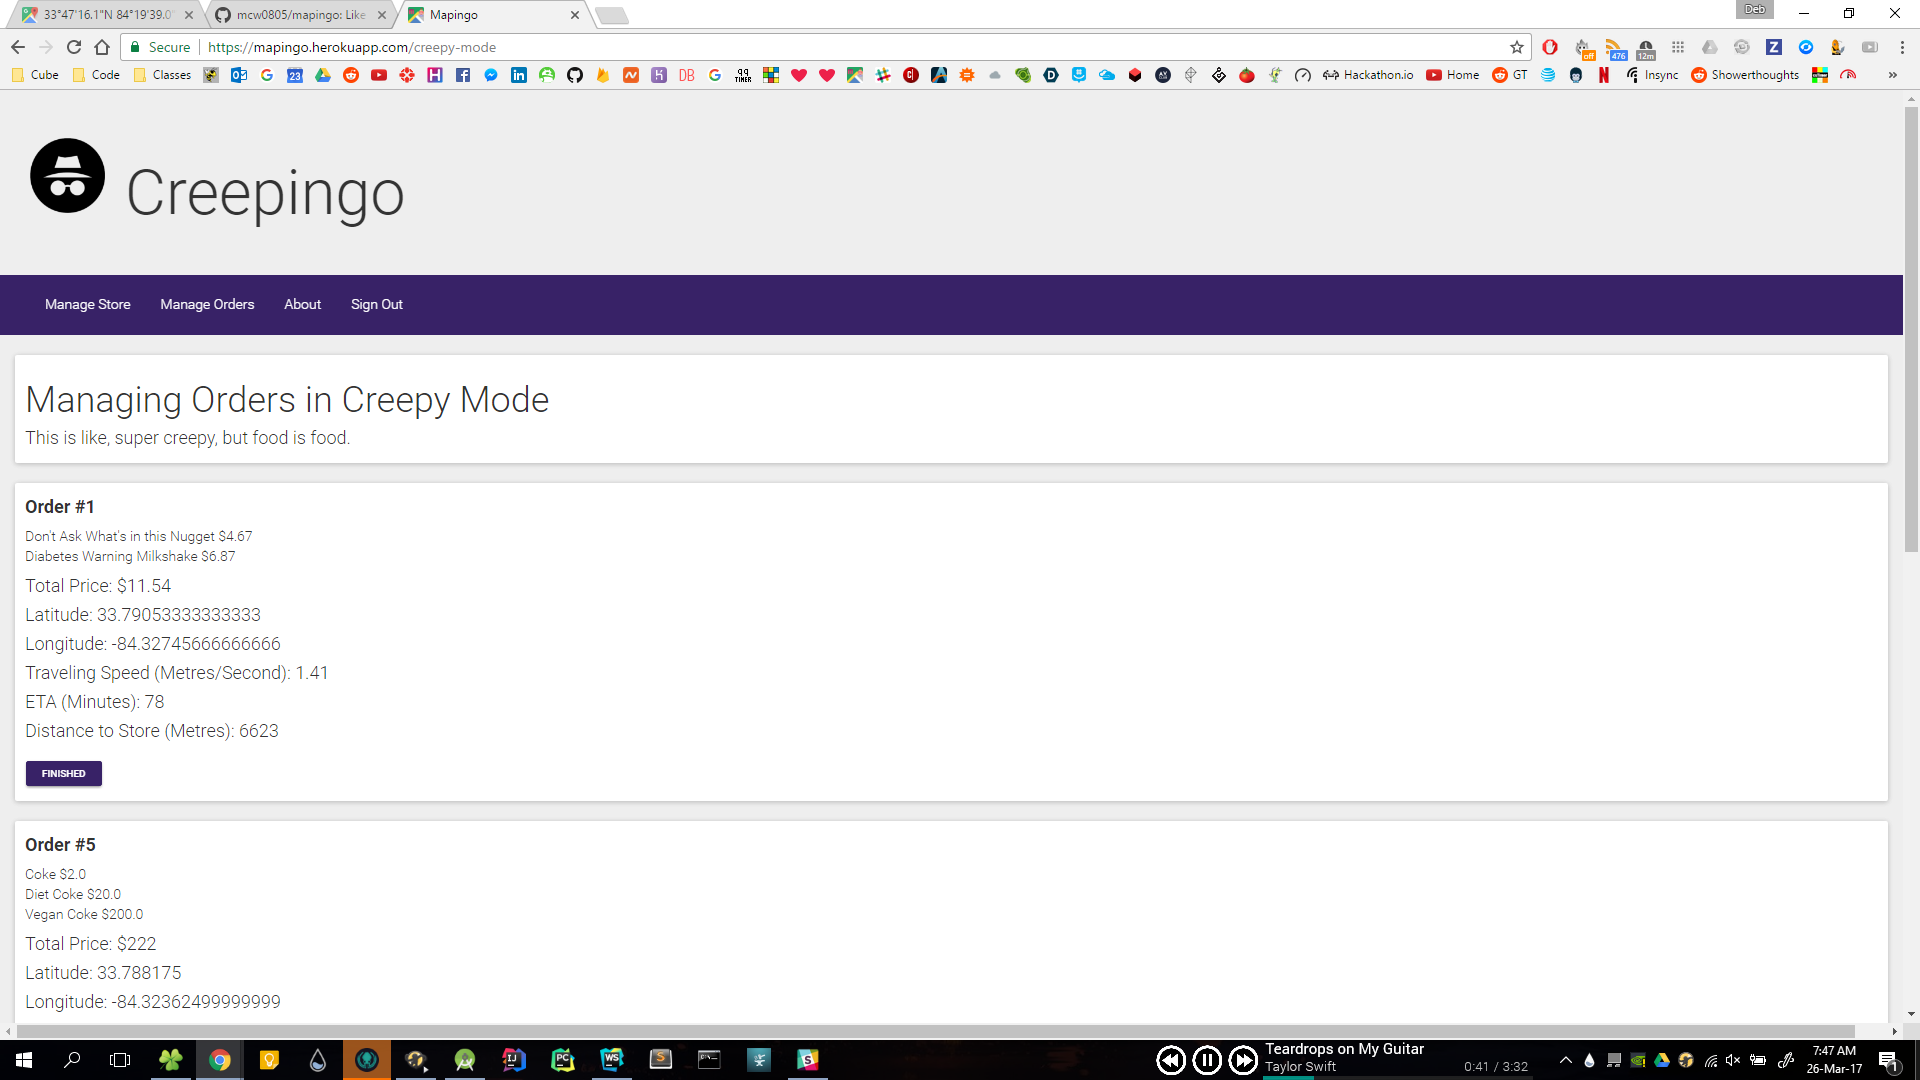 33°47'16.1"N 84°19'39.0"
mcw0805/mapingo: Like
Mapingo
Deb
Secure
https://mapingo.herokuapp.com/creepy-mode
off
476
12m
Cube
Code
Classes
23
DB
Hackathon.io
Home
GT
Insync
Showerthoughts
»
Creepingo
Manage Store
Manage Orders
About
Sign Out
Managing Orders in Creepy Mode
This is like, super creepy, but food is food.
Order #1
Don't Ask What's in this Nugget $4.67
Diabetes Warning Milkshake $6.87
Total Price: $11.54
Latitude: 33.79053333333333
Longitude: -84.32745666666666
Traveling Speed (Metres/Second): 1.41
ETA (Minutes): 78
Distance to Store (Metres): 6623
FINISHED
Order #5
Coke $2.0
Diet Coke $20.0
Vegan Coke $200.0
Total Price: $222
Latitude: 33.788175
Longitude: -84.32362499999999
Teardrops on My Guitar
Taylor Swift
0:41 / 3:32
7:47 AM
26-Mar-17
1